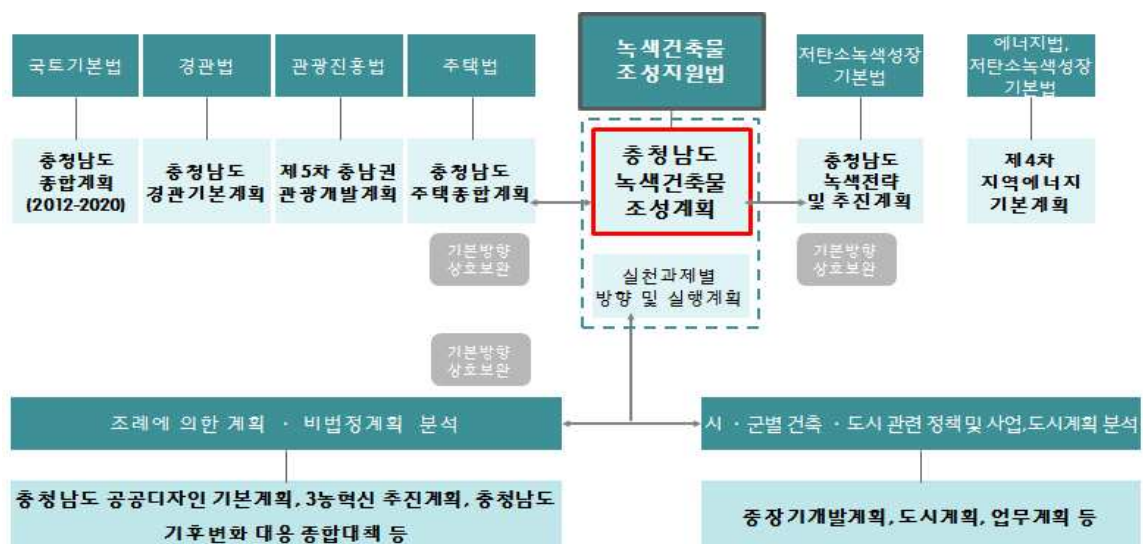 국토기본법
경관법
관광진흥법
주택법
녹색건축물
조성지원법
저탄소녹색성장
기본법
에너지법,
저탄소녹색성장
기본법
충청남도
종합계획
(2012-2020)
충청남도
경관기본계획
제5차 충남권
관광개발계획
충청남도
주택종합계획
충청남도
녹색건축물
조성계획
충청남도
녹색전략
및 추진계획
제4차
지역에너지
기본계획
기본방향
상호보완
실천과제별
방향 및 실행계획
기본방향
상호보완
기본방향
상호보완
조례에 의한 계획 · 비법정계획 분석
시 · 군별 건축 · 도시 관련 정책 및 사업,도시계획 분석
충청남도 공공디자인 기본계획, 3농혁신 추진계획, 충청남도
기후변화 대응 종합대책 등
중장기개발계획, 도시계획, 업무계획 등